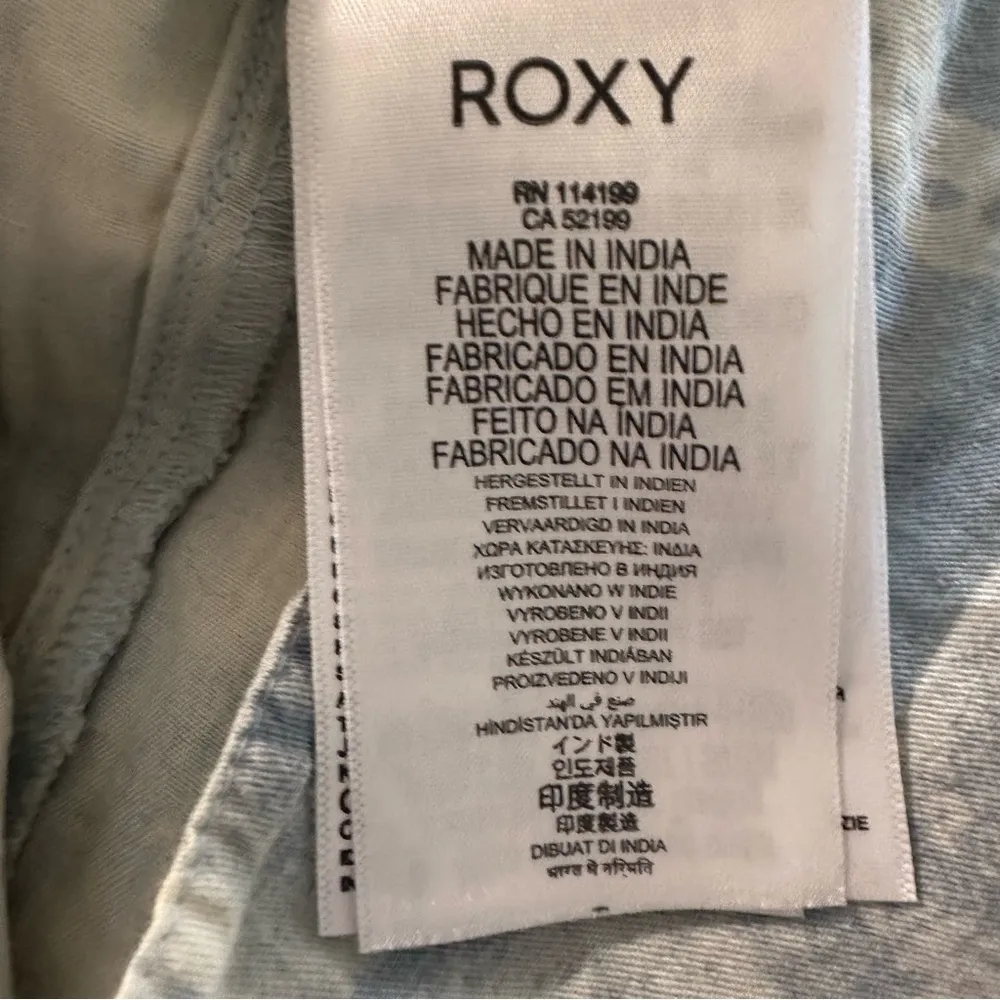 ROXY
RN 114199
CA 52199
MADE IN INDIA
FABRIQUE EN INDE
HECHO EN INDIA
FABRICADO EN INDIA
FABRICADO EM INDIA
FEITO NA ÍNDIA
FABRICADO NA INDIA
HERGESTELLT IN INDIEN
FREMSTILLET I INDIEN
VERVAARDIGD IN INDIA
ΧΩΡΑ ΚΑΤΑΣΚΕΥΗΣ: ΙΝΔΙΑ
ИЗГОТОВЛЕНО В ИНДИЯ
WYKONANO W INDIE
VYROBENO V INDII
VYROBENE V INDII
KÉSZÜLT INDIÁBAN
PROIZVEDENO V INDIJI
صنع في الهند
HİNDİSTAN'DA YAPILMIŞTIR
インド製
인도제품
印度制造
印度製造
DIBUAT DI INDIA
भारत मे
ZIE